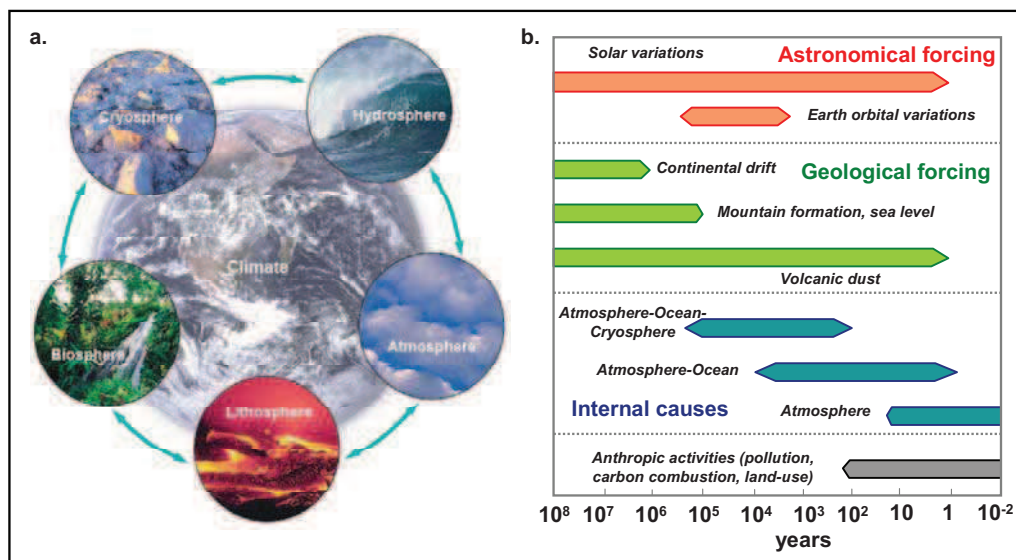 a.
Cryosphere
Hydrosphere
Climate
Biosphere
Atmosphere
Lithosphere
b.
Solar variations
Astronomical forcing
Earth orbital variations
Continental drift
Geological forcing
Mountain formation, sea level
Volcanic dust
Atmosphere-Ocean-
Cryosphere
Atmosphere-Ocean
Internal causes
Atmosphere
Anthropic activities (pollution,
carbon combustion, land-use)
10⁸ 10⁷ 10⁶ 10⁵ 10⁴ 10³ 10² 10 1 10⁻²
years